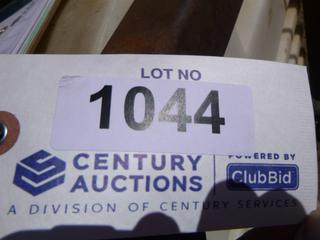 LOT NO
1044
CENTURY
AUCTIONS
POWERED BY
ClubBid
A DIVISION OF CENTURY SERVICES